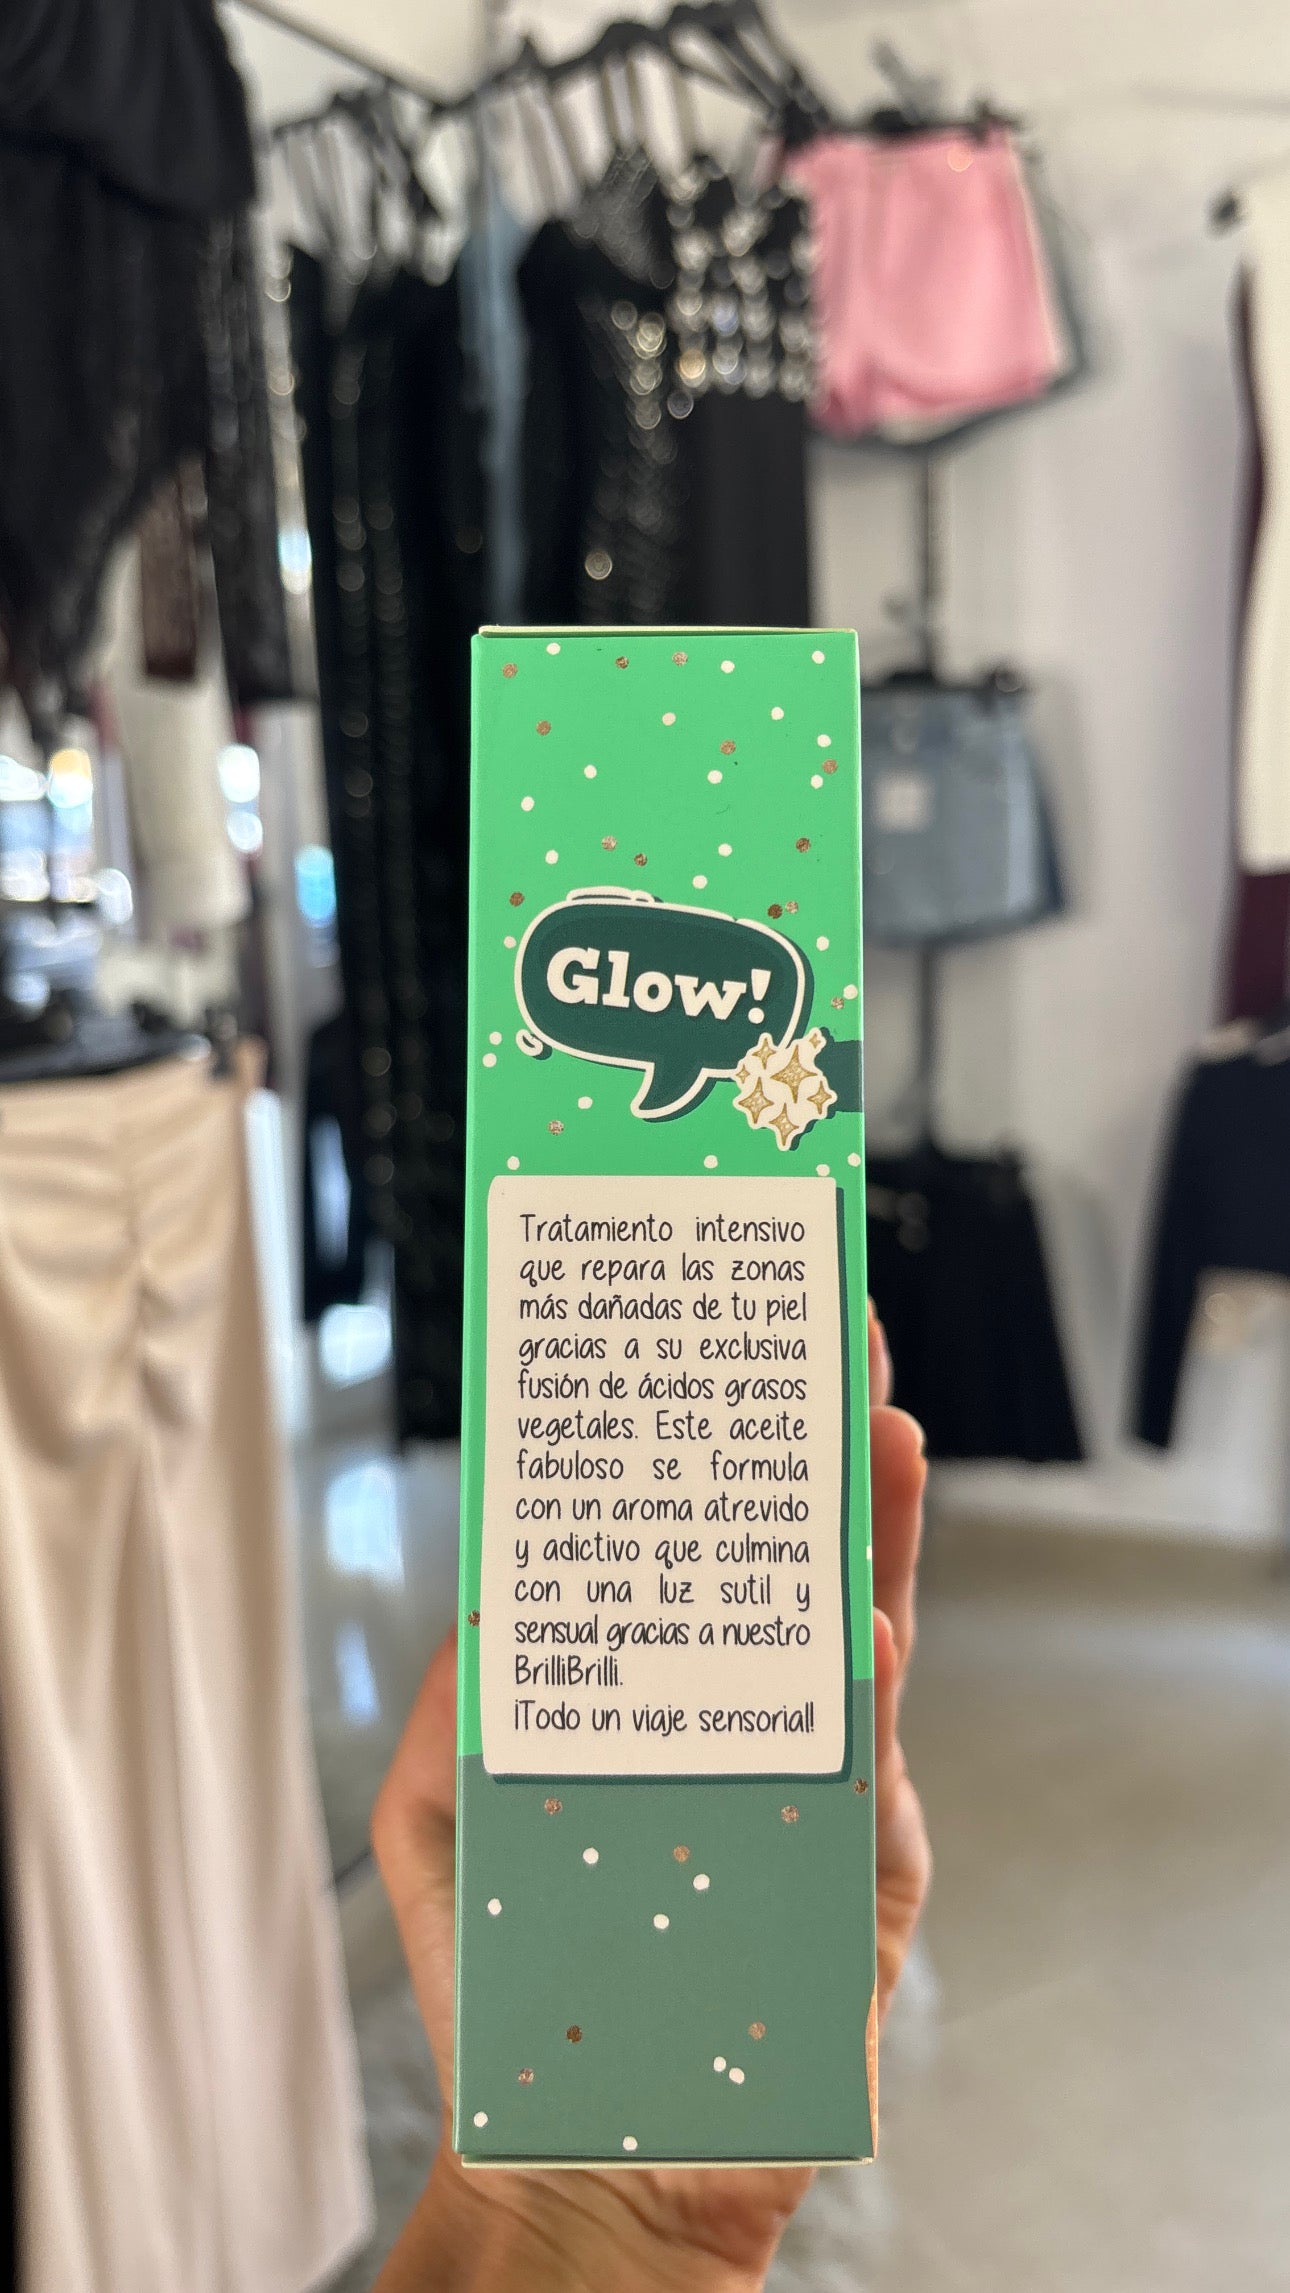 Glow!
Tratamiento intensivo
que repara las zonas
más dañadas de tu piel
gracias a su exclusiva
fusión de ácidos grasos
vegetales. Este aceite
fabuloso se formula
con un aroma atrevido
y adictivo que culmina
con una luz sutil y
sensual gracias a nuestro
BrilliBrilli.
¡Todo un viaje sensorial!